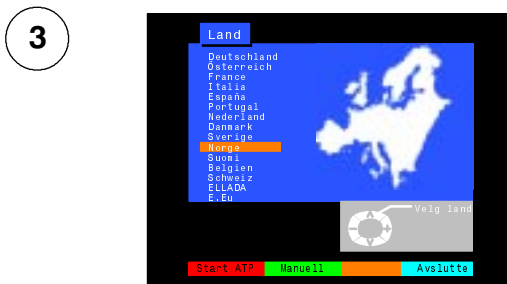 3
Land
Deutschland
Österreich
France
Italia
España
Portugal
Nederland
Danmark
Sverige
Norge
Suomi
Belgien
Schweiz
ELLADA
E.Eu
Velg land
Start ATP
Manuell
Avslutte